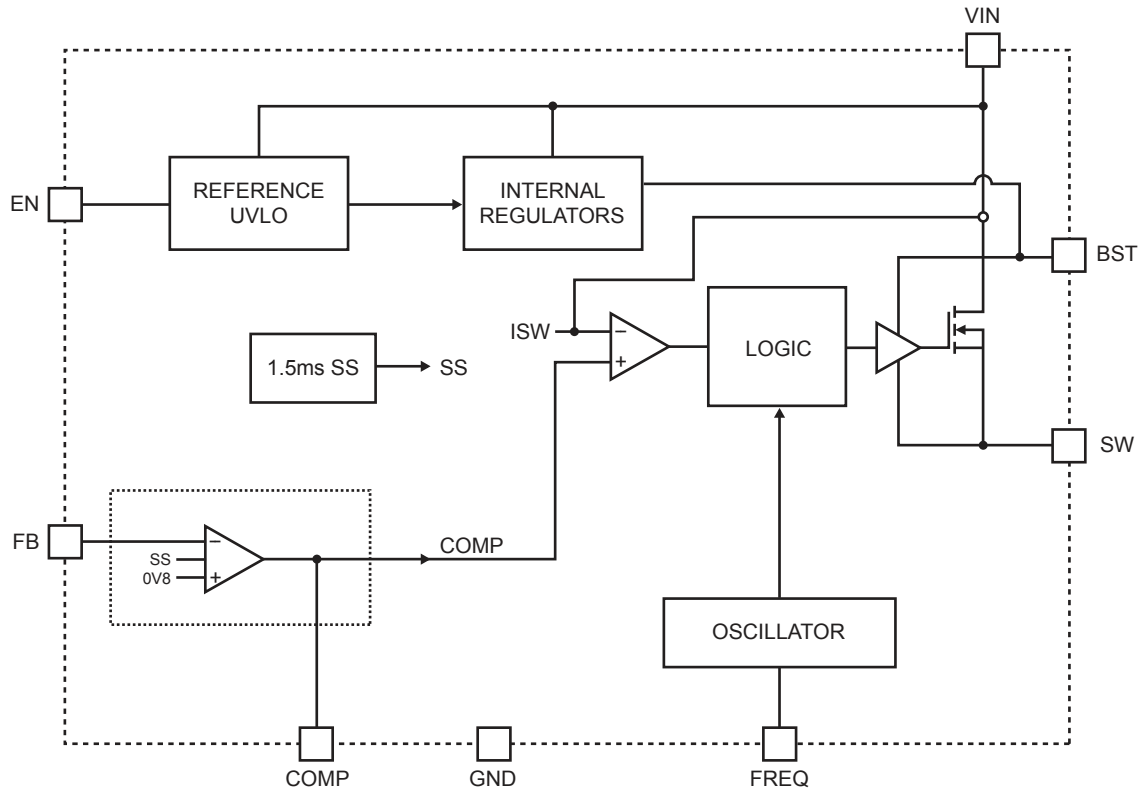 VIN
EN
REFERENCE
UVLO
INTERNAL
REGULATORS
BST
ISW
−
+
LOGIC
1.5ms SS
SS
SW
FB
−
SS
0V8
+
COMP
OSCILLATOR
COMP
GND
FREQ